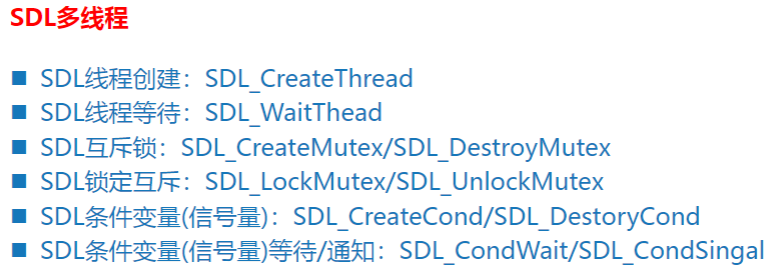 SDL多线程
■ SDL线程创建：SDL_CreateThread
■ SDL线程等待：SDL_WaitThead
■ SDL互斥锁：SDL_CreateMutex/SDL_DestroyMutex
■ SDL锁定互斥：SDL_LockMutex/SDL_UnlockMutex
■ SDL条件变量(信号量)：SDL_CreateCond/SDL_DestoryCond
■ SDL条件变量(信号量)等待/通知：SDL_CondWait/SDL_CondSingal